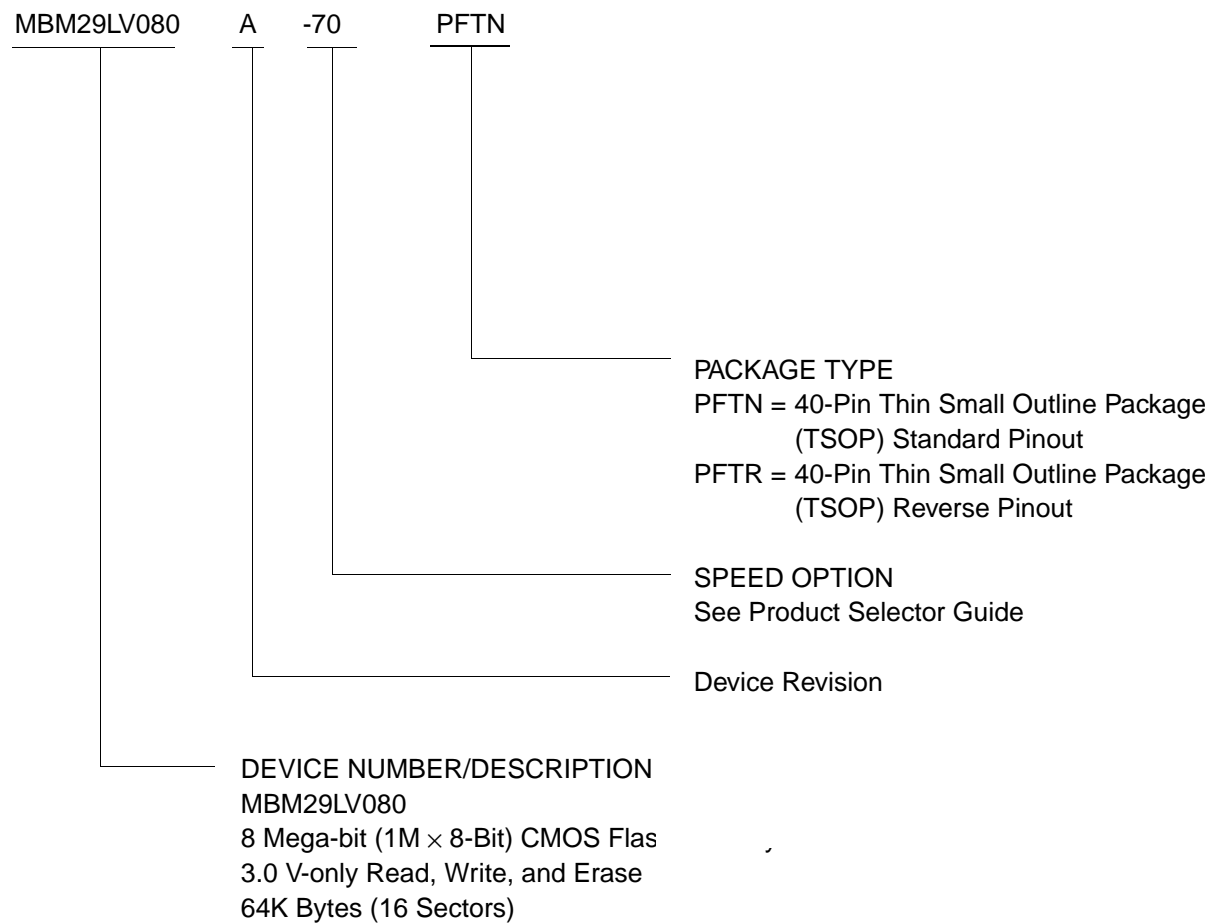 MBM29LV080 A -70 PFTN
PACKAGE TYPE
PFTN = 40-Pin Thin Small Outline Package
(TSOP) Standard Pinout
PFTR = 40-Pin Thin Small Outline Package
(TSOP) Reverse Pinout
SPEED OPTION
See Product Selector Guide
Device Revision
DEVICE NUMBER/DESCRIPTION
MBM29LV080
8 Mega-bit (1M × 8-Bit) CMOS Flas
3.0 V-only Read, Write, and Erase
64K Bytes (16 Sectors)